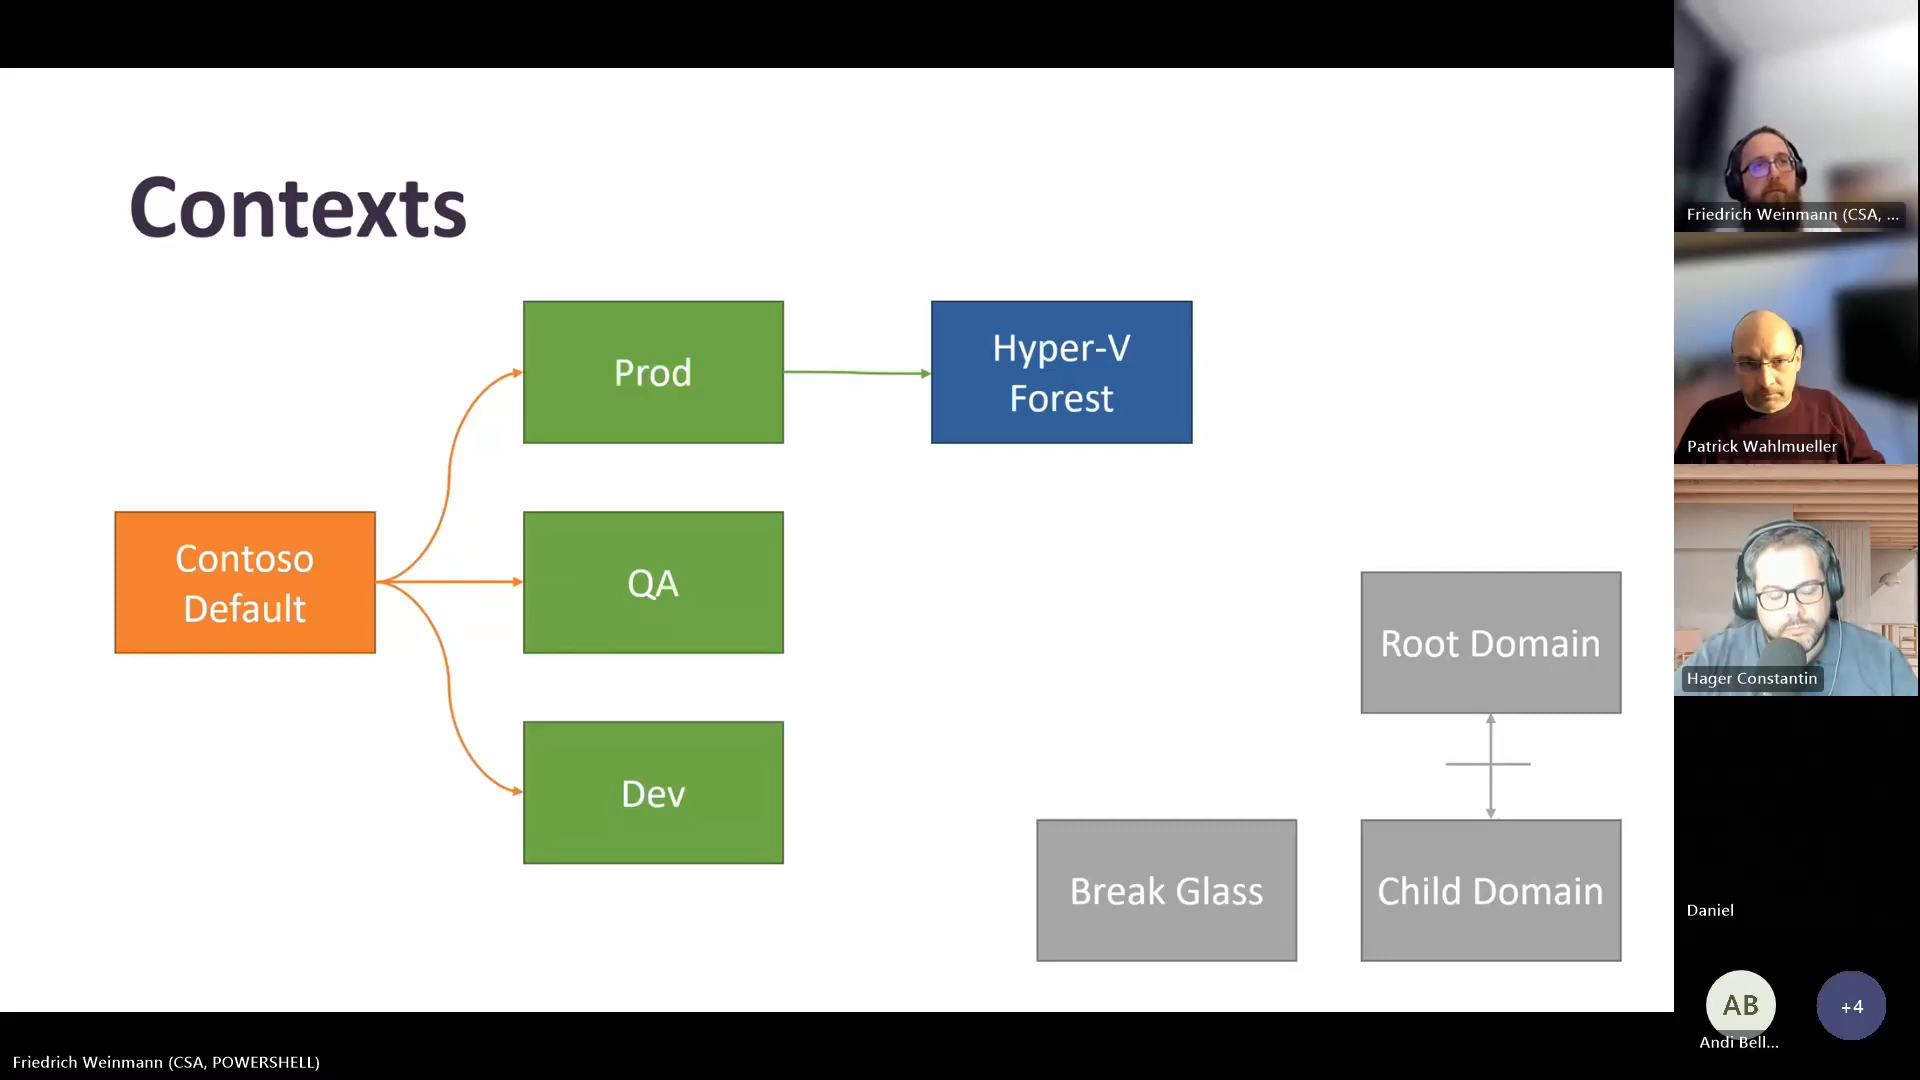 Contexts
Prod
Hyper-V
Forest
Contoso
Default
QA
Root Domain
Dev
Break Glass
Child Domain
Friedrich Weinmann (CSA, ...
Patrick Wahlmueller
Hager Constantin
Daniel
AB
+4
Andi Bell...
Friedrich Weinmann (CSA, POWERSHELL)